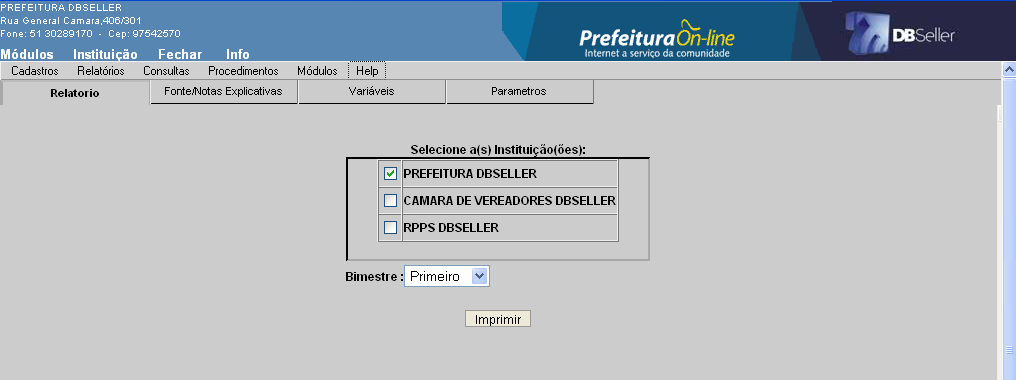 PREFEITURA DBSELLER
Rua General Camara,406/301
Fone: 51 30289170 - Cep: 97542570
Prefeitura On-line
Internet a serviço da comunidade
DBSeller
Módulos Instituição Fechar Info
Cadastros Relatórios Consultas Procedimentos Módulos Help
Relatorio Fonte/Notas Explicativas Variáveis Parametros
Selecione a(s) Instituição(ões):
PREFEITURA DBSELLER
CAMARA DE VEREADORES DBSELLER
RPPS DBSELLER
Bimestre : Primeiro
Imprimir